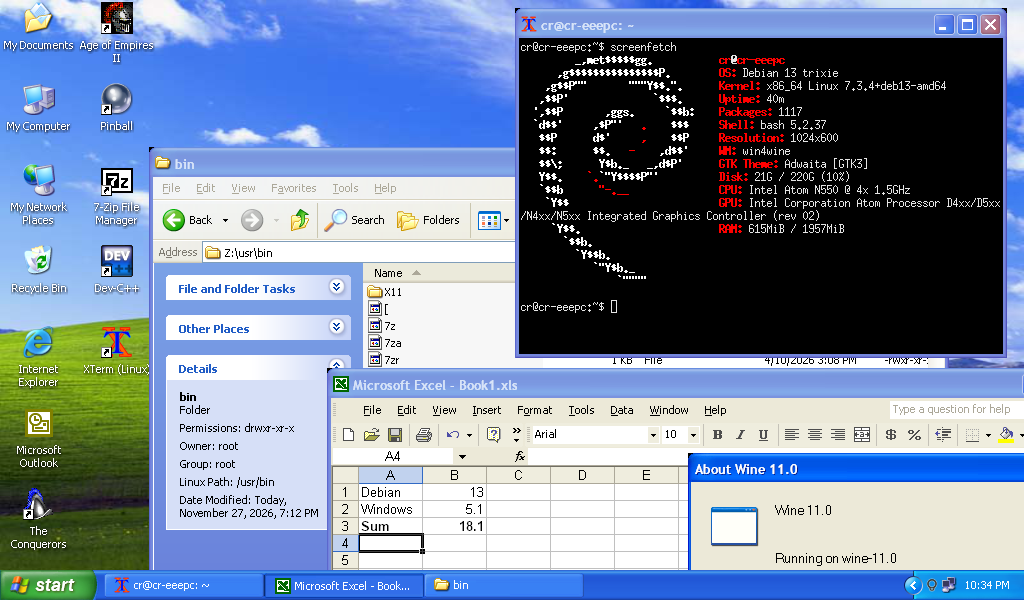 My Documents
Age of Empires
II
My Computer
Pinball
My Network
Places
7-Zip File
Manager
Recycle Bin
Dev-C++
Internet
Explorer
XTerm (Linux)
Microsoft
Outlook
The
Conquerors
cr@cr-eeepc: ~
cr@cr-eeepc:~$ screenfetch
_,met$$$$$gg.
,g$$$$$$$$$$$$$$$P.
,g$$P""       """Y$$.".
,$$P'              `$$$.
',$$P       ,ggs.     `$$b:
`d$$'     ,$P"'   .    $$$
$$P      d$'     ,    $$P
$$:      $$.   -    ,d$$'
$$\;      Y$b._   _,d$P'
Y$$.    `.`"Y$$$$P"'
`$$b      "-.__
`Y$$
`Y$$.
`$$b.
`Y$$b.
`"Y$b._
`""""
cr@cr-eeepc
OS: Debian 13 trixie
Kernel: x86_64 Linux 7.3.4+deb13-amd64
Uptime: 40m
Packages: 1117
Shell: bash 5.2.37
Resolution: 1024x600
WM: win4wine
GTK Theme: Adwaita [GTK3]
Disk: 21G / 220G (10%)
CPU: Intel Atom N550 @ 4x 1.5GHz
GPU: Intel Corporation Atom Processor D4xx/D5xx
/N4xx/N5xx Integrated Graphics Controller (rev 02)
RAM: 615MiB / 1957MiB
cr@cr-eeepc:~$
bin
File Edit View Favorites Tools Help
Back Search Folders
Address Z:\usr\bin
File and Folder Tasks
Other Places
Details
bin
Folder
Permissions: drwxr-xr-x
Owner: root
Group: root
Linux Path: /usr/bin
Date Modified: Today,
November 27, 2026, 7:12 PM
Name
X11
[
7z
7za
7zr
1 KB File 4/10/2026 3:08 PM -rwxr-xr-
Microsoft Excel - Book1.xls
File Edit View Insert Format Tools Data Window Help
Type a question for help
Arial 10 B I U $ %
A4 fx
A B C D E
1 Debian 13
2 Windows 5.1
3 Sum 18.1
4
5
About Wine 11.0
Wine 11.0
Running on wine-11.0
start
cr@cr-eeepc: ~
Microsoft Excel - Book...
bin
10:34 PM